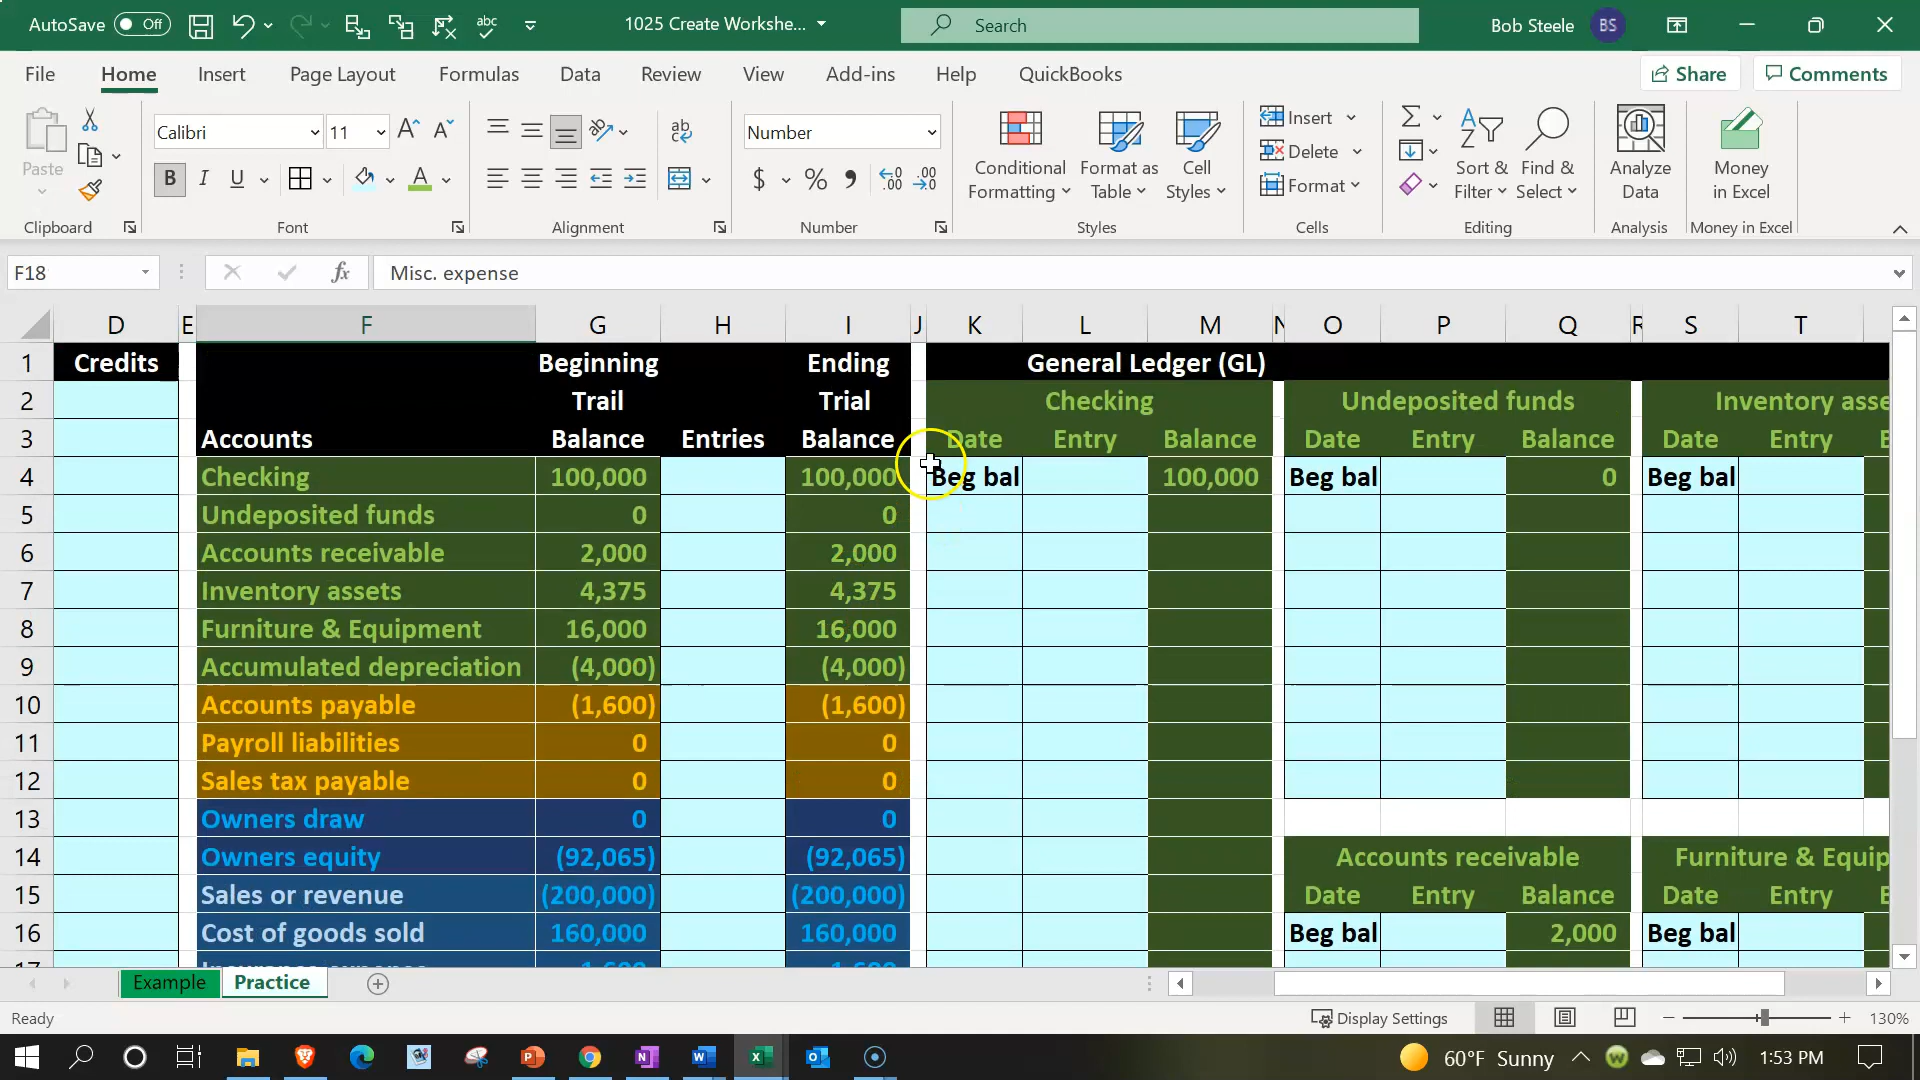 AutoSave Off 1025 Create Workshe... Search Bob Steele BS
File Home Insert Page Layout Formulas Data Review View Add-ins Help QuickBooks Share Comments
Calibri 11 Number Insert
Paste Conditional Formatting Format as Table Cell Styles Delete Sort & Filter Find & Select Analyze Data Money in Excel
B I U A $ % Format
Clipboard Font Alignment Number Styles Cells Editing Analysis Money in Excel
F18 fx Misc. expense
D E F G H I J K L M N O P Q R S T
1 Credits Beginning Ending General Ledger (GL)
2 Trail Trial Checking Undeposited funds Inventory asse
3 Accounts Balance Entries Balance Date Entry Balance Date Entry Balance Date Entry B
4 Checking 100,000 100,000 Beg bal 100,000 Beg bal 0 Beg bal
5 Undeposited funds 0 0
6 Accounts receivable 2,000 2,000
7 Inventory assets 4,375 4,375
8 Furniture & Equipment 16,000 16,000
9 Accumulated depreciation (4,000) (4,000)
10 Accounts payable (1,600) (1,600)
11 Payroll liabilities 0 0
12 Sales tax payable 0 0
13 Owners draw 0 0
14 Owners equity (92,065) (92,065) Accounts receivable Furniture & Equip
15 Sales or revenue (200,000) (200,000) Date Entry Balance Date Entry B
16 Cost of goods sold 160,000 160,000 Beg bal 2,000 Beg bal
Example Practice
Ready Display Settings 130%
60°F Sunny 1:53 PM